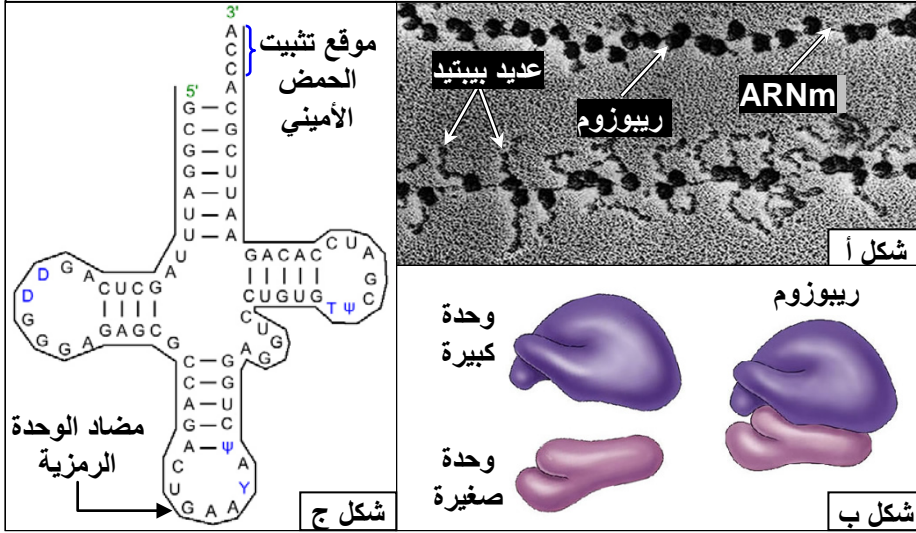 3'
A
C
C
A
موقع تثبيت
الحمض
الأميني
5'
G — C
C — G
G — C
G — U
A — U
U — A
U — A
U
A
D D G A C U C G
G G G A G A G C G
G A C A C C U A G C
C U G U G T Ψ
C U G G A
G
C — G
C — G
A — U
G — C
A — Ψ
C A
U Y
G A A A
مضاد الوحدة
الرمزية
شكل ج
عديد بيبتيد
ريبوزوم
ARNm
شكل أ
وحدة
كبيرة
ريبوزوم
وحدة
صغيرة
شكل ب